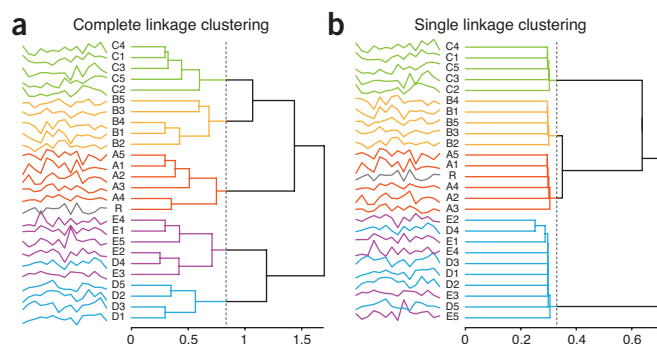 a Complete linkage clustering
C4
C1
C3
C5
C2
B5
B3
B4
B1
B2
A5
A1
A2
A3
A4
R
E4
E1
E5
E2
D4
E3
D5
D2
D3
D1
0 0.5 1 1.5
b Single linkage clustering
C4
C1
C5
C3
C2
B4
B1
B5
B3
B2
A5
A1
R
A4
A2
A3
E2
D4
E1
E4
D3
D1
D2
E3
D5
E5
0 0.2 0.4 0.6